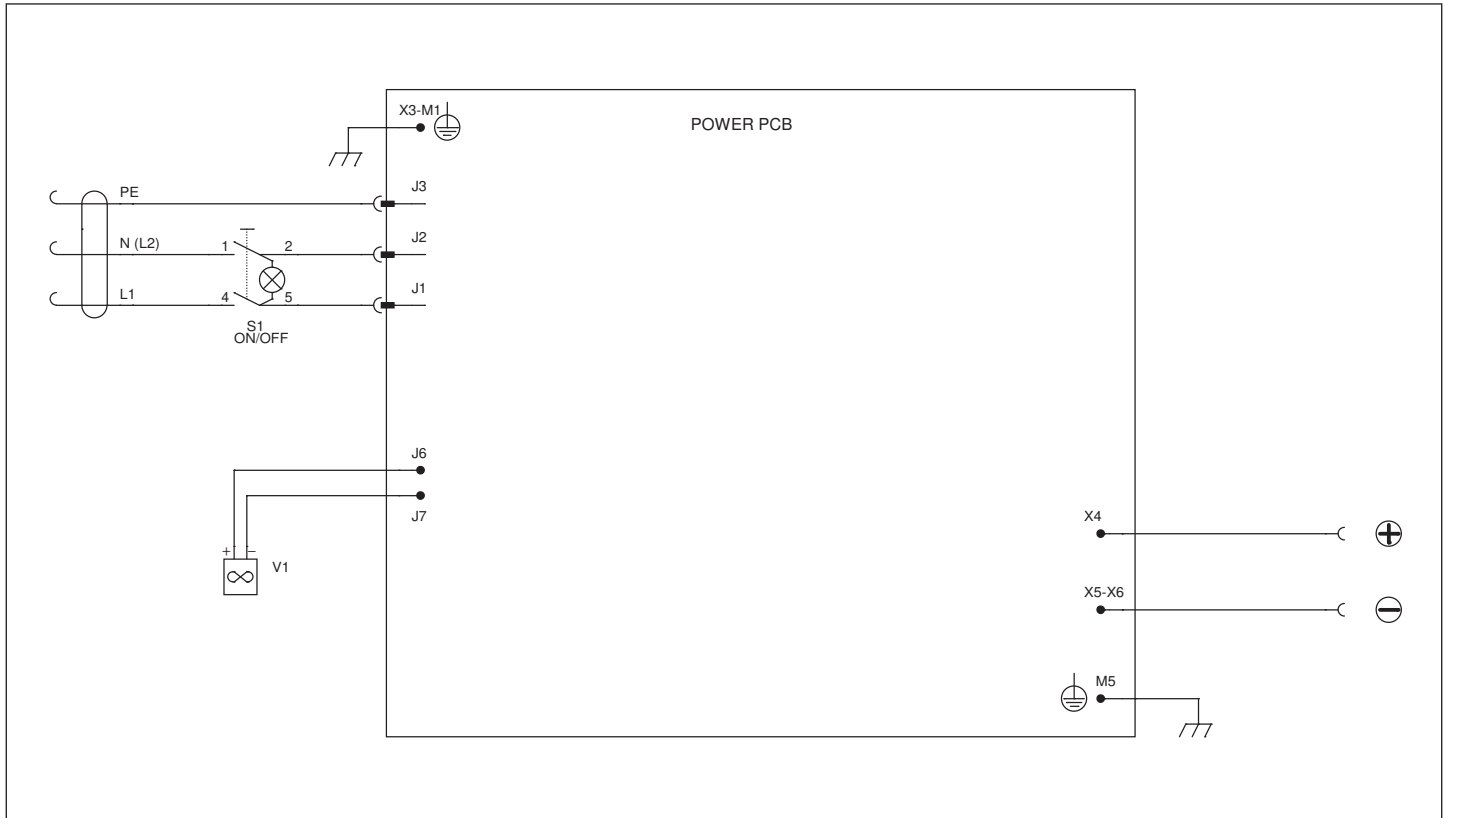 X3-M1
POWER PCB
PE
J3
N (L2)
1
2
J2
L1
4
5
J1
S1
ON/OFF
J6
J7
+
−
V1
X4
X5-X6
M5